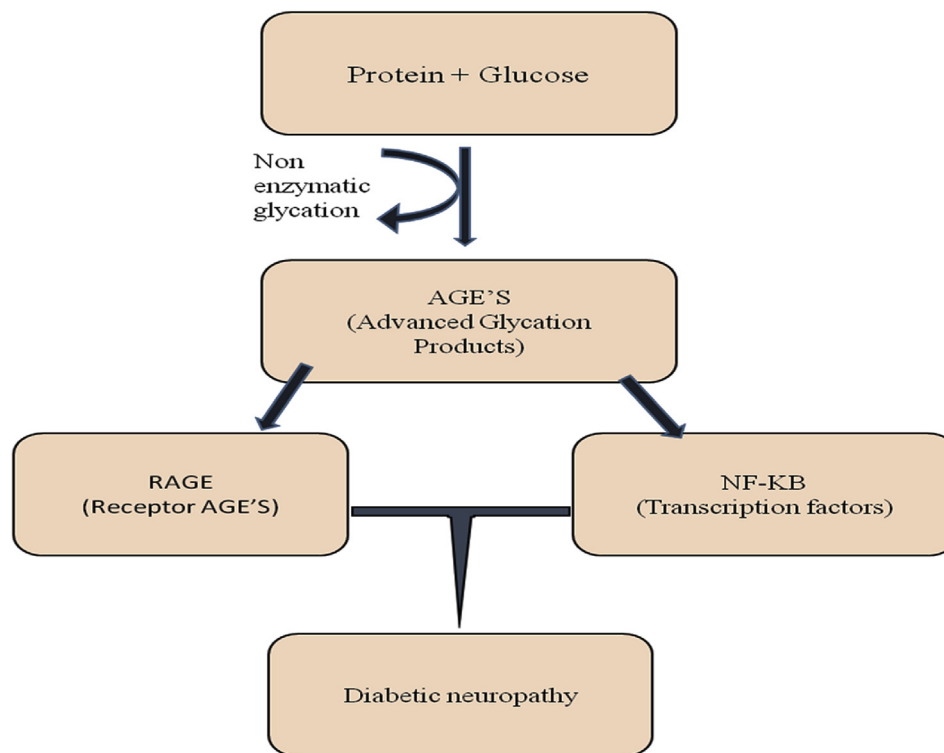 Protein + Glucose
Non
enzymatic
glycation
AGE’S
(Advanced Glycation
Products)
RAGE
(Receptor AGE'S)
NF-KB
(Transcription factors)
Diabetic neuropathy